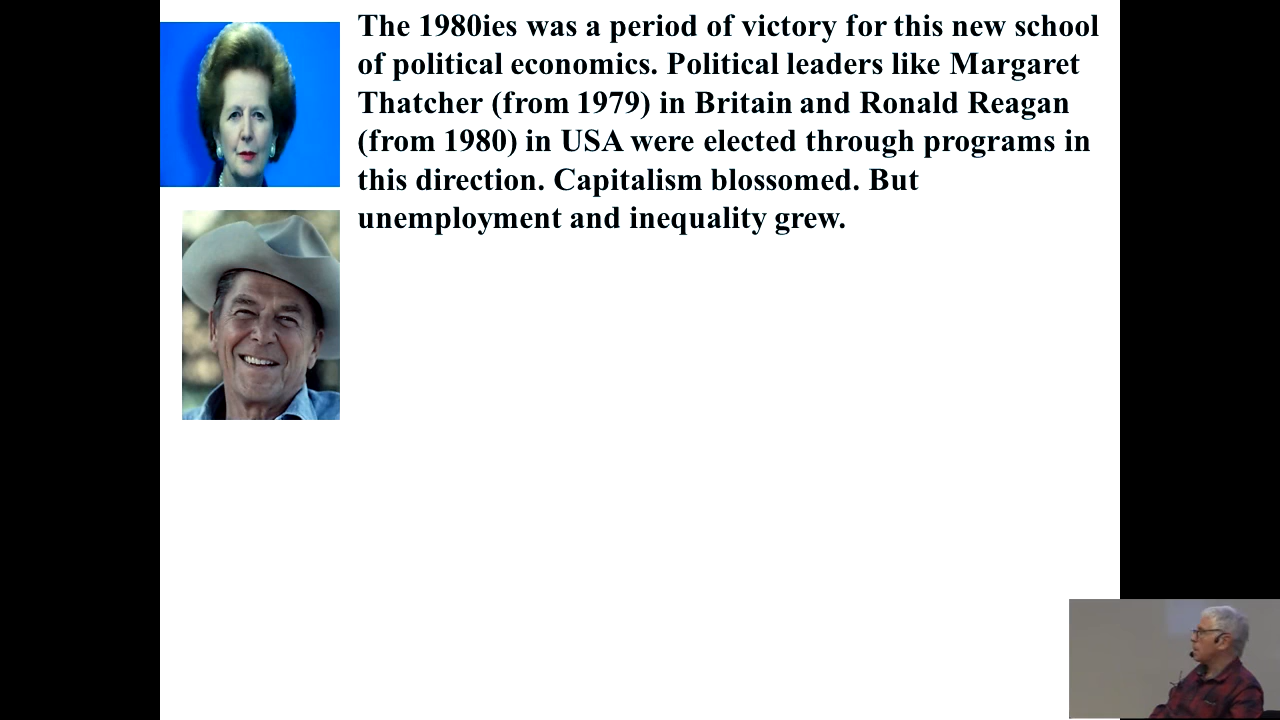 The 1980ies was a period of victory for this new school
of political economics. Political leaders like Margaret
Thatcher (from 1979) in Britain and Ronald Reagan
(from 1980) in USA were elected through programs in
this direction. Capitalism blossomed. But
unemployment and inequality grew.